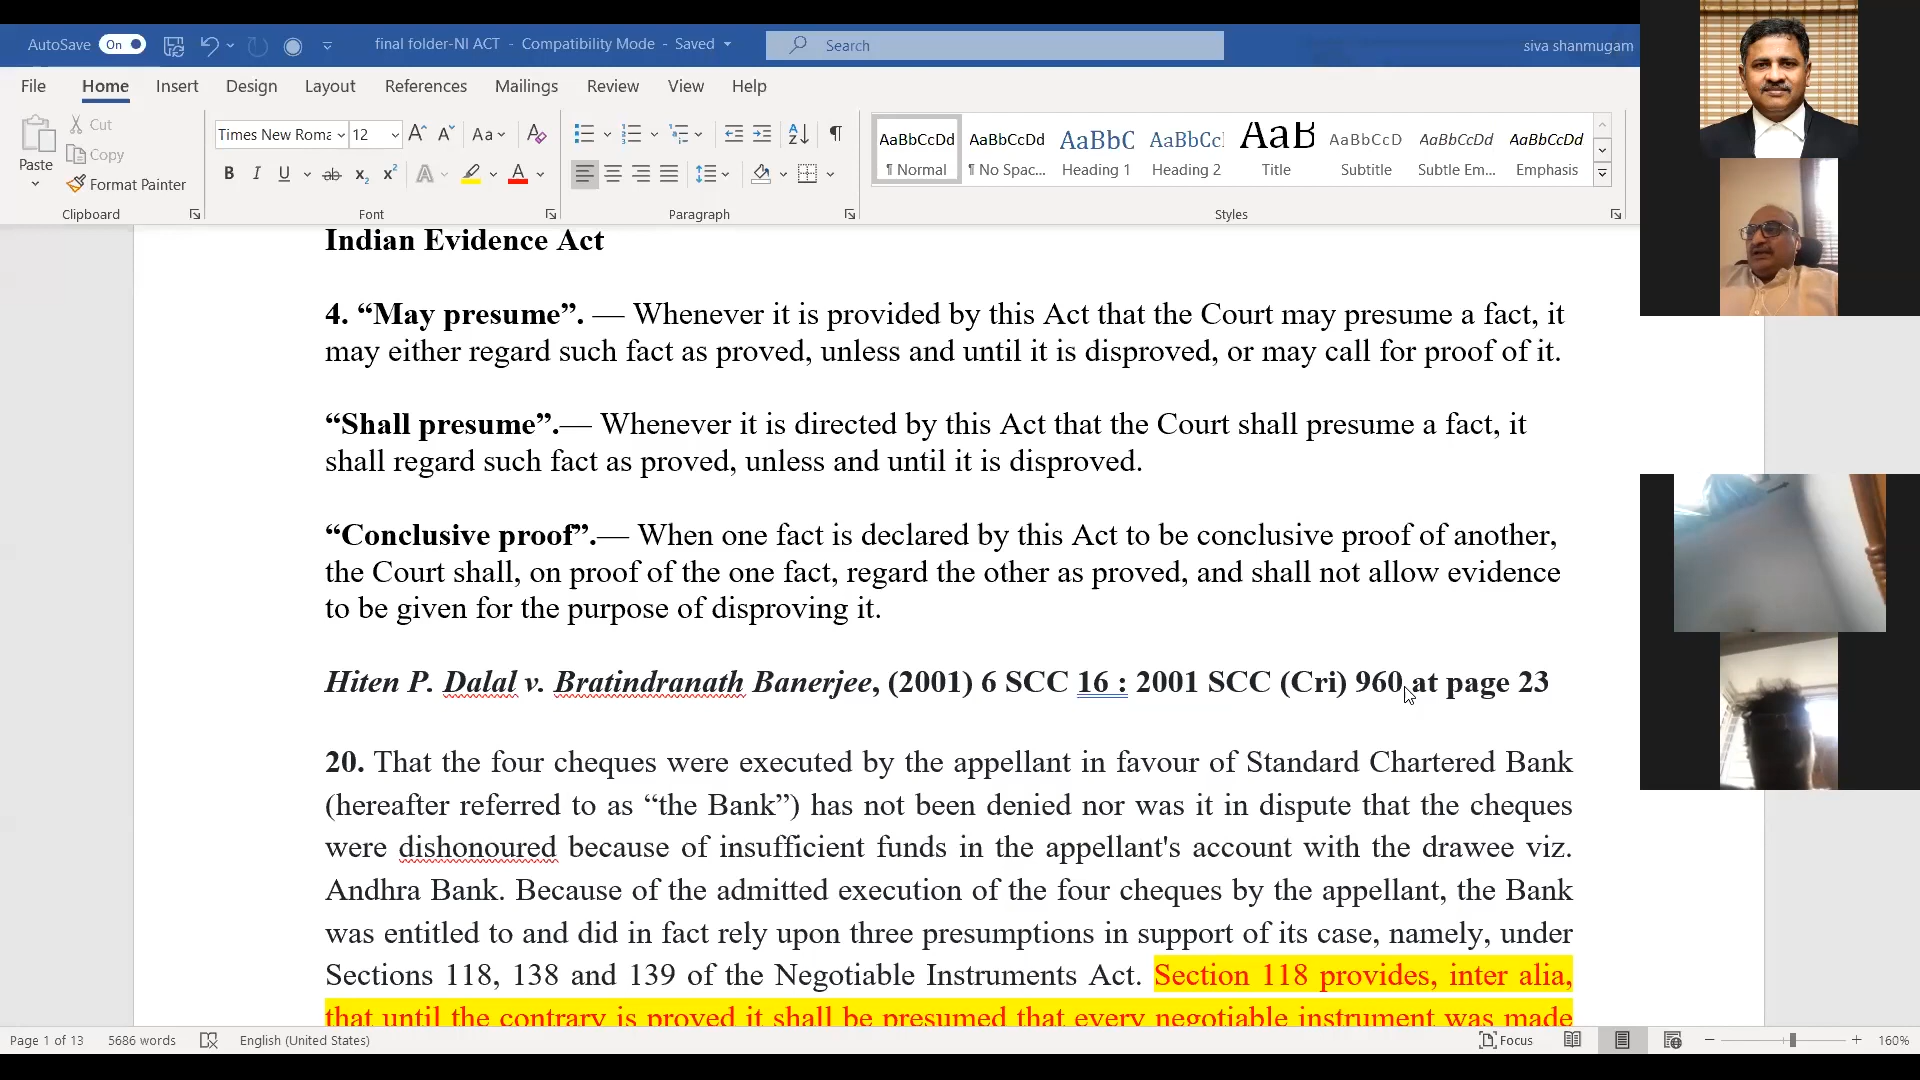 AutoSave On final folder-NI ACT - Compatibility Mode - Saved Search siva shanmugam
File Home Insert Design Layout References Mailings Review View Help
Paste Cut Copy Format Painter
Times New Roma 12 Aa
B I U ab x₂ x² A A
AaBbCcDd AaBbCcDd AaBbC AaBbCcI AaB AaBbCcD AaBbCcDd AaBbCcDd
¶ Normal ¶ No Spac... Heading 1 Heading 2 Title Subtitle Subtle Em... Emphasis
Clipboard Font Paragraph Styles
Indian Evidence Act
4. “May presume”. — Whenever it is provided by this Act that the Court may presume a fact, it
may either regard such fact as proved, unless and until it is disproved, or may call for proof of it.
“Shall presume”.— Whenever it is directed by this Act that the Court shall presume a fact, it
shall regard such fact as proved, unless and until it is disproved.
“Conclusive proof”.— When one fact is declared by this Act to be conclusive proof of another,
the Court shall, on proof of the one fact, regard the other as proved, and shall not allow evidence
to be given for the purpose of disproving it.
Hiten P. Dalal v. Bratindranath Banerjee, (2001) 6 SCC 16 : 2001 SCC (Cri) 960 at page 23
20. That the four cheques were executed by the appellant in favour of Standard Chartered Bank
(hereafter referred to as “the Bank”) has not been denied nor was it in dispute that the cheques
were dishonoured because of insufficient funds in the appellant's account with the drawee viz.
Andhra Bank. Because of the admitted execution of the four cheques by the appellant, the Bank
was entitled to and did in fact rely upon three presumptions in support of its case, namely, under
Sections 118, 138 and 139 of the Negotiable Instruments Act. Section 118 provides, inter alia,
that until the contrary is proved it shall be presumed that every negotiable instrument was made
Page 1 of 13 5686 words English (United States) Focus 160%